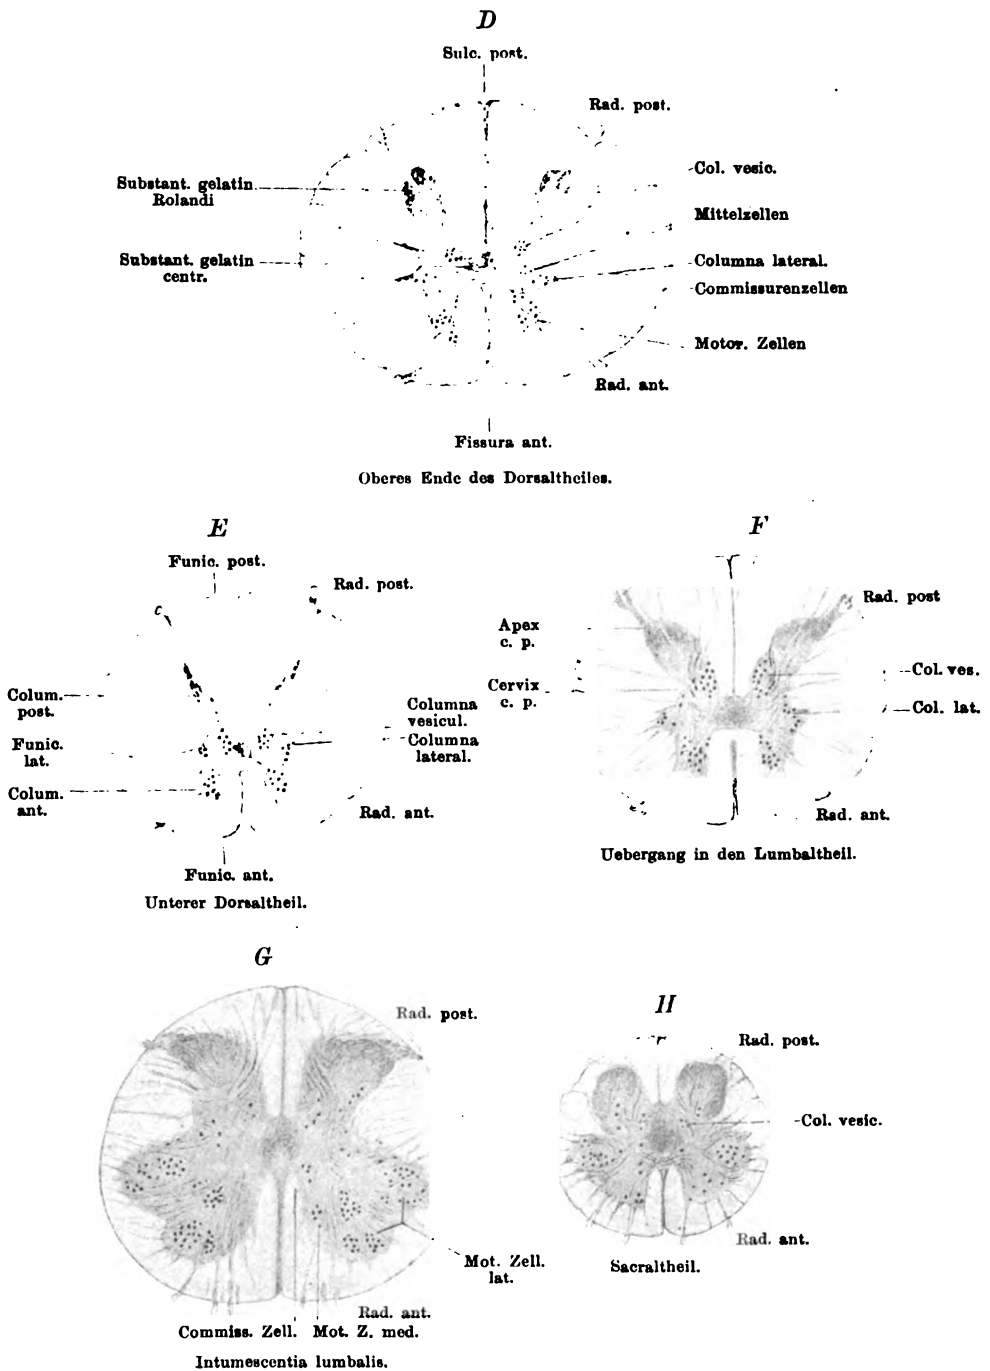 D
Sulc. post.
Rad. post.
Substant. gelatin.
Rolandi
Col. vesic.
Mittelzellen
Substant. gelatin
centr.
Columna lateral.
Commissurenzellen
Motor. Zellen
Rad. ant.
Fissura ant.
Oberes Ende des Dorsaltheiles.
E
Funic. post.
Rad. post.
c
Colum.
post.
Funic.
lat.
Colum.
ant.
Columna
vesicul.
Columna
lateral.
Rad. ant.
Funic. ant.
Unterer Dorsaltheil.
F
Rad. post
Apex
c. p.
Cervix
c. p.
Col. ves.
Col. lat.
Rad. ant.
Uebergang in den Lumbaltheil.
G
Rad. post.
Mot. Zell.
lat.
Rad. ant.
Commiss. Zell. Mot. Z. med.
Intumescentia lumbalis.
H
Rad. post.
Col. vesic.
Rad. ant.
Sacraltheil.